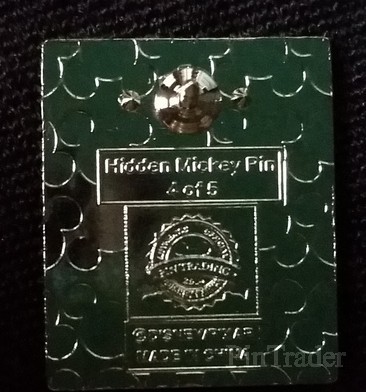 Hidden Mickey Pin
4 of 5
PIN TRADING
©DISNEY/PIXAR
MADE IN CHINA
PinTrader